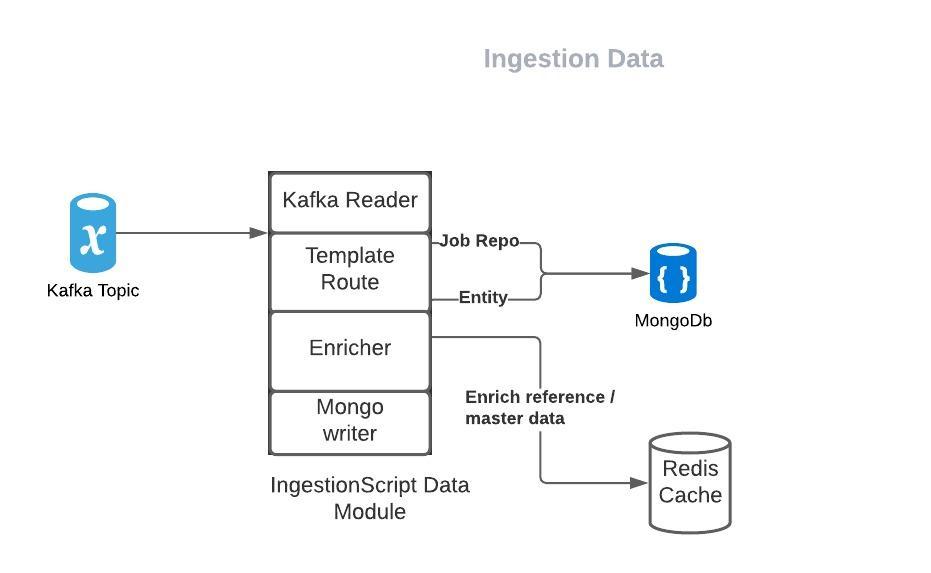 Ingestion Data
Kafka Topic
Kafka Reader
Template
Route
Enricher
Mongo
writer
IngestionScript Data
Module
Job Repo
Entity
{ }
MongoDb
Enrich reference /
master data
Redis
Cache